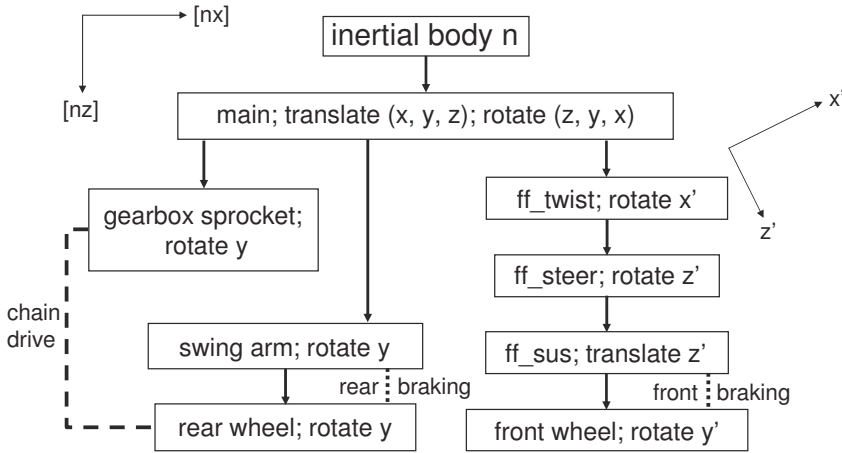 [nx]
inertial body n
[nz]
main; translate (x, y, z); rotate (z, y, x)
x'
z'
gearbox sprocket;
rotate y
ff_twist; rotate x’
ff_steer; rotate z’
chain
drive
swing arm; rotate y
ff_sus; translate z’
rear braking
front braking
rear wheel; rotate y
front wheel; rotate y’